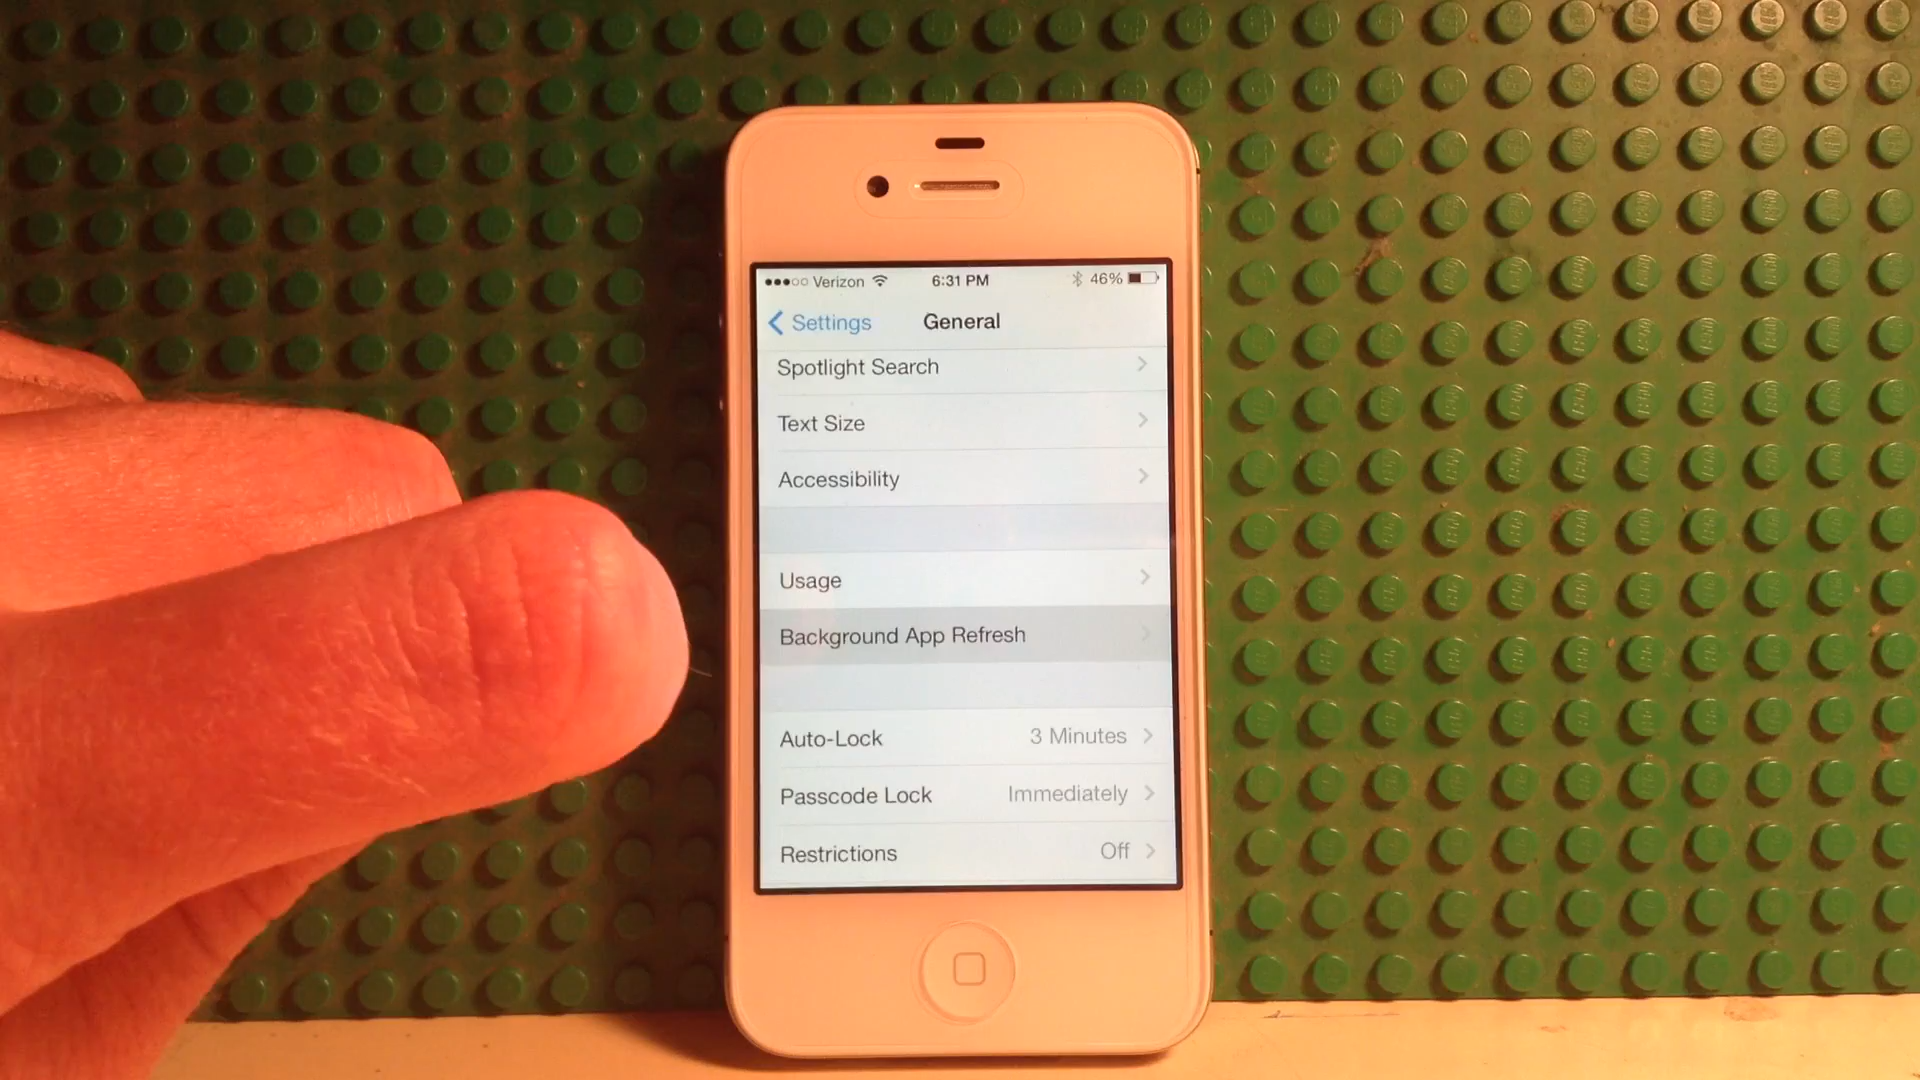 Verizon 6:31 PM 46%
Settings General
Spotlight Search
Text Size
Accessibility
Usage
Background App Refresh
Auto-Lock 3 Minutes
Passcode Lock Immediately
Restrictions Off